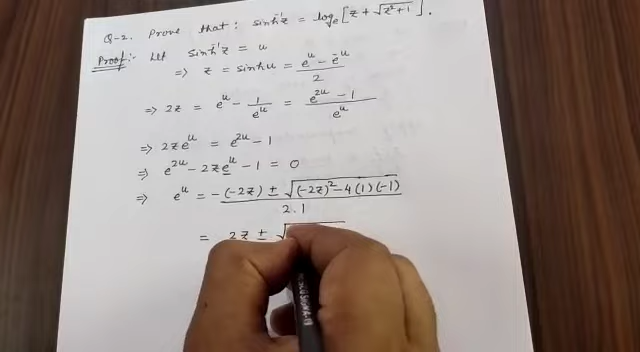 Q-2. Prove that: sinh⁻¹z = logₑ[z + √(z²+1)].
Proof:- Let sinh⁻¹z = u
⇒ z = sinhu = (eᵘ - e⁻ᵘ)/2
⇒ 2z = eᵘ - 1/eᵘ = (e²ᵘ - 1)/eᵘ
⇒ 2zeᵘ = e²ᵘ - 1
⇒ e²ᵘ - 2zeᵘ - 1 = 0
⇒ eᵘ = (-(-2z) ± √((-2z)² - 4(1)(-1)))/2.1
= 2z ± √